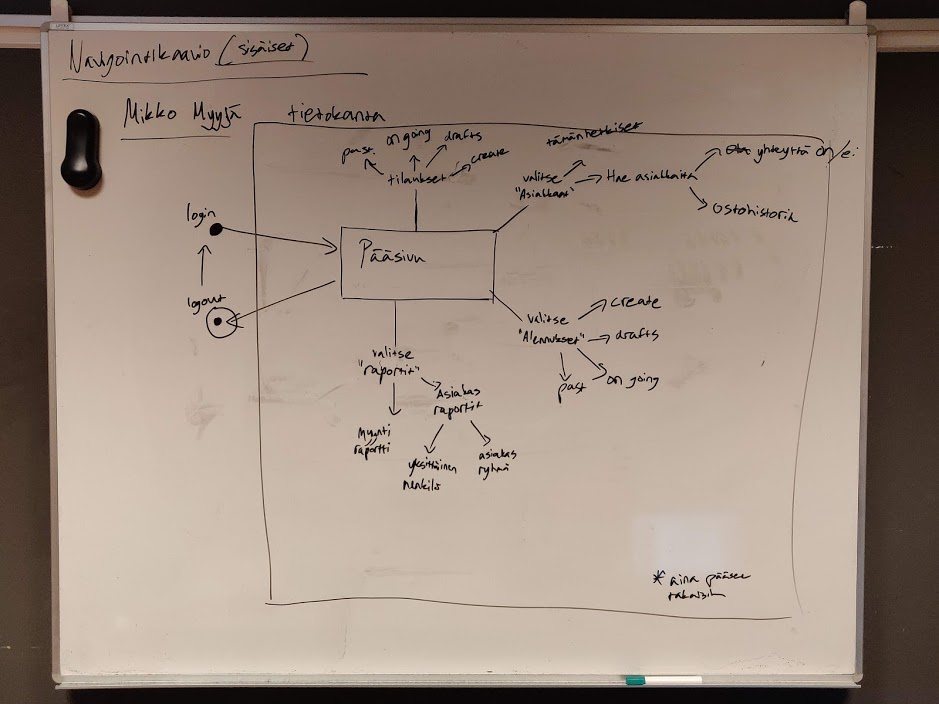 Navigointikaavio (sisäiset)
Mikko Myyjä
tietokanta
past
on going
drafts
create
tilaukset
tämänhetkiset
valitse
"Asiakkaat"
Hae asiakkaita
yhteyttä on/ei
Ostohistoria
login
Pääsivu
logout
valitse
"Alennukset"
create
drafts
on going
past
valitse
"raportit"
Asiakas
raportit
Myynti
raportti
yksittäinen
henkilö
asiakas
ryhmä
* aina pääsee
takaisin